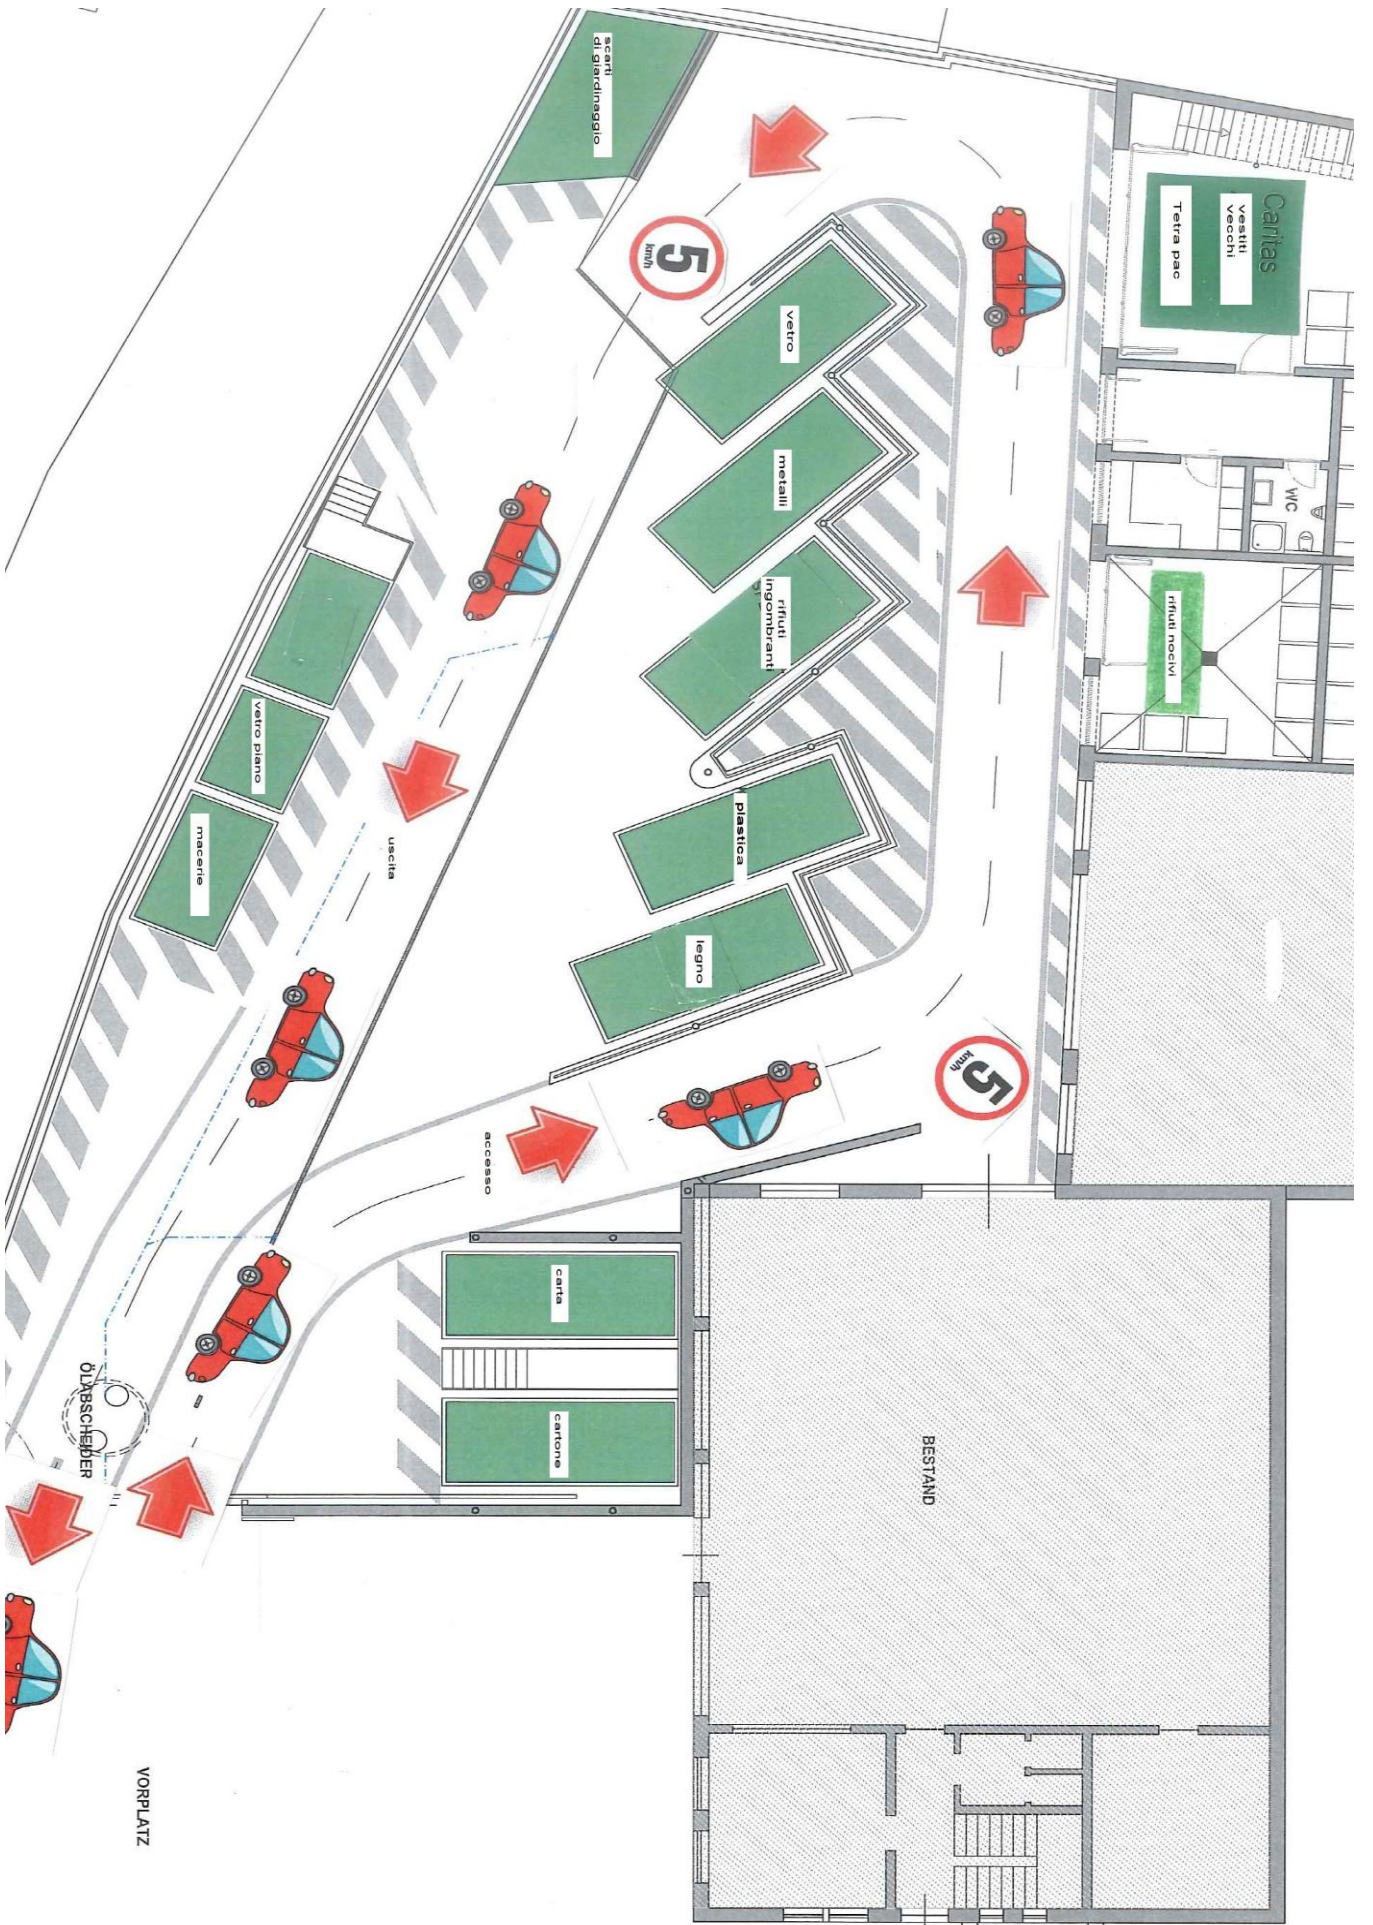 scarti
di giardinaggio
Caritas
vestiti
vecchi
Tetra pac
5
km/h
vetro
metalli
WC
rifiuti
ingombranti
rifiuti nocivi
vetro piano
macerie
uscita
plastica
legno
5
km/h
accesso
carta
cartone
ÖLABSCHEIDER
BESTAND
VORPLATZ